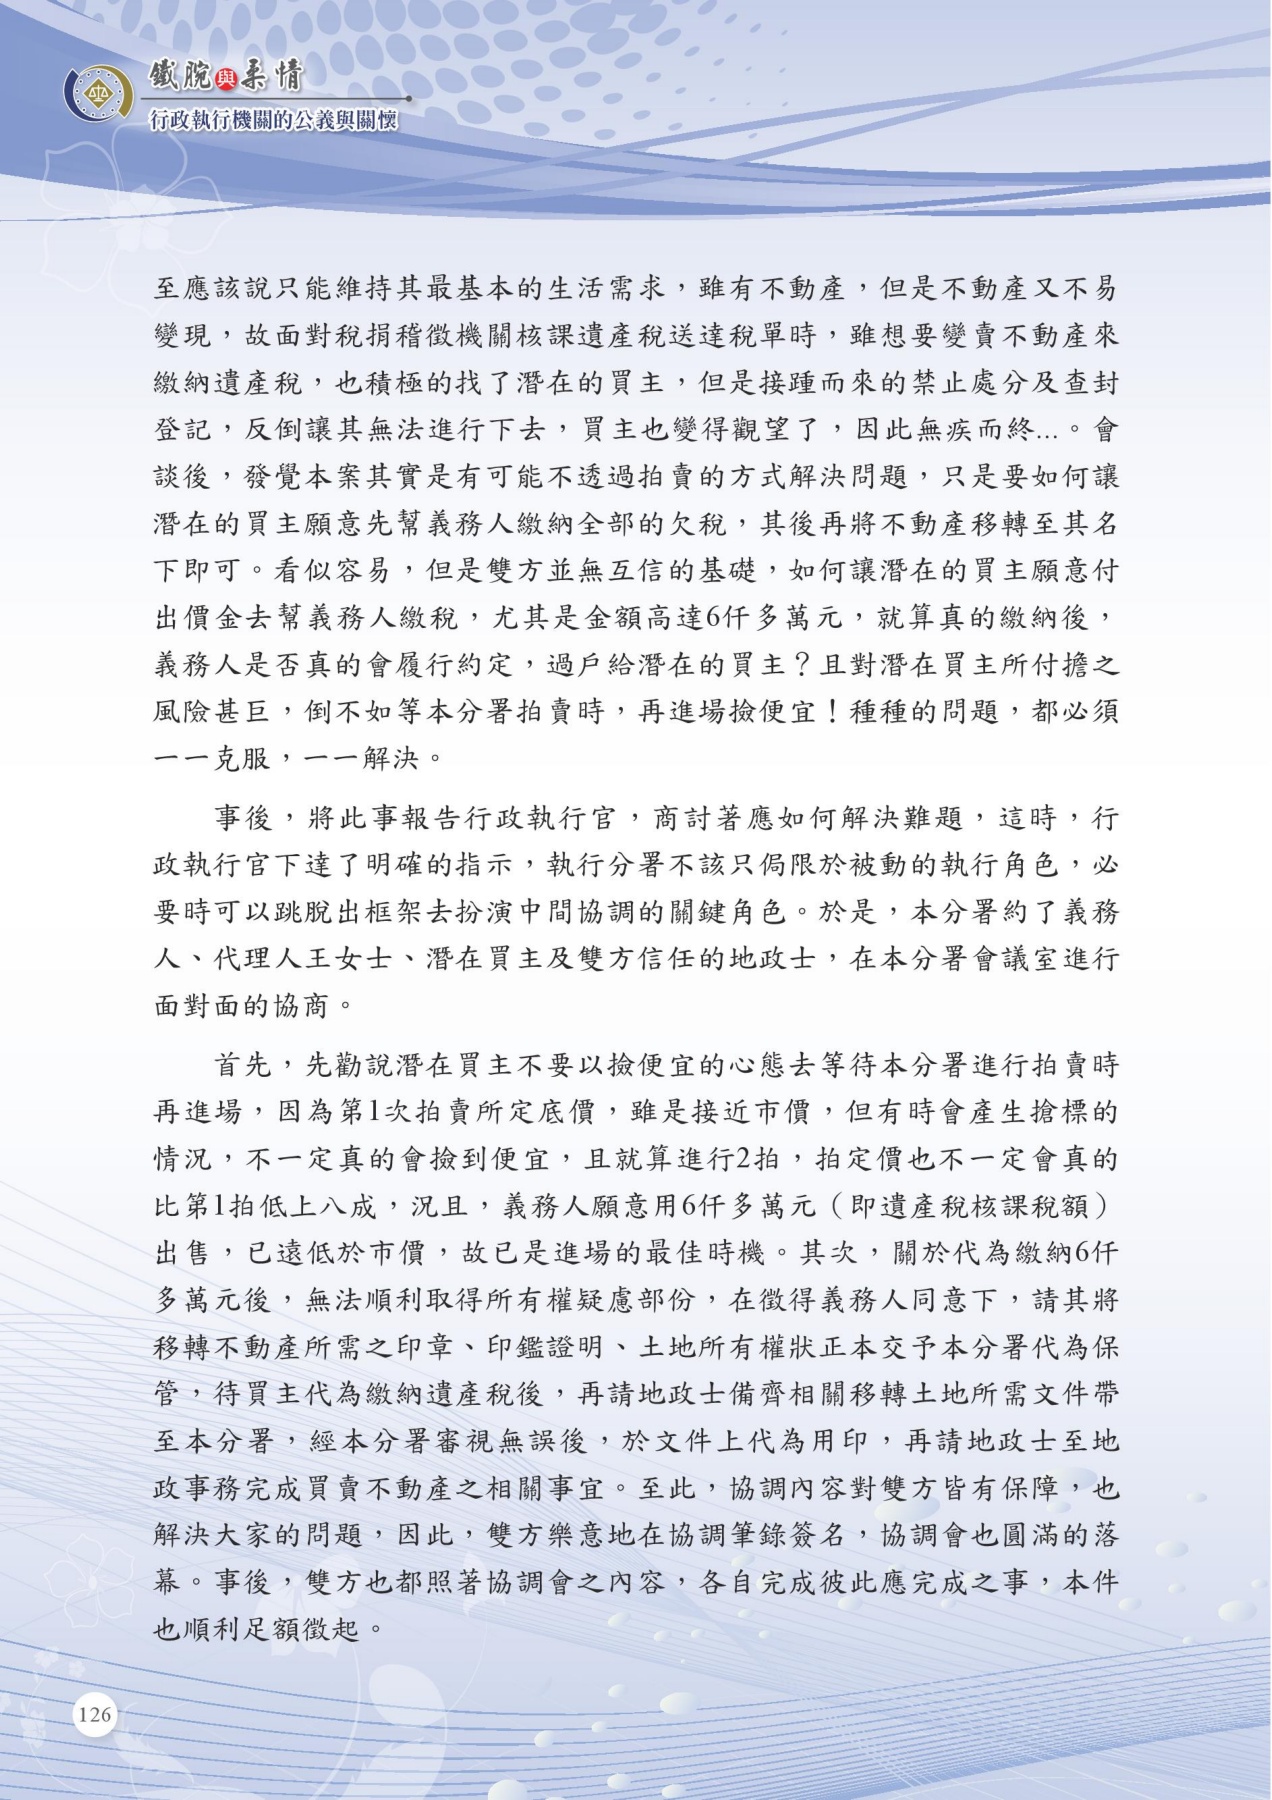 鐵腕與柔情
行政執行機關的公義與關懷
至應該說只能維持其最基本的生活需求，雖有不動產，但是不動產又不易
變現，故面對稅捐稽徵機關核課遺產稅送達稅單時，雖想要變賣不動產來
繳納遺產稅，也積極的找了潛在的買主，但是接踵而來的禁止處分及查封
登記，反倒讓其無法進行下去，買主也變得觀望了，因此無疾而終...。會
談後，發覺本案其實是有可能不透過拍賣的方式解決問題，只是要如何讓
潛在的買主願意先幫義務人繳納全部的欠稅，其後再將不動產移轉至其名
下即可。看似容易，但是雙方並無互信的基礎，如何讓潛在的買主願意付
出價金去幫義務人繳稅，尤其是金額高達6仟多萬元，就算真的繳納後，
義務人是否真的會履行約定，過戶給潛在的買主？且對潛在買主所付擔之
風險甚巨，倒不如等本分署拍賣時，再進場撿便宜！種種的問題，都必須
一一克服，一一解決。
事後，將此事報告行政執行官，商討著應如何解決難題，這時，行
政執行官下達了明確的指示，執行分署不該只侷限於被動的執行角色，必
要時可以跳脫出框架去扮演中間協調的關鍵角色。於是，本分署約了義務
人、代理人王女士、潛在買主及雙方信任的地政士，在本分署會議室進行
面對面的協商。
首先，先勸說潛在買主不要以撿便宜的心態去等待本分署進行拍賣時
再進場，因為第1次拍賣所定底價，雖是接近市價，但有時會產生搶標的
情況，不一定真的會撿到便宜，且就算進行2拍，拍定價也不一定會真的
比第1拍低上八成，況且，義務人願意用6仟多萬元（即遺產稅核課稅額）
出售，已遠低於市價，故已是進場的最佳時機。其次，關於代為繳納6仟
多萬元後，無法順利取得所有權疑慮部份，在徵得義務人同意下，請其將
移轉不動產所需之印章、印鑑證明、土地所有權狀正本交予本分署代為保
管，待買主代為繳納遺產稅後，再請地政士備齊相關移轉土地所需文件帶
至本分署，經本分署審視無誤後，於文件上代為用印，再請地政士至地
政事務完成買賣不動產之相關事宜。至此，協調內容對雙方皆有保障，也
解決大家的問題，因此，雙方樂意地在協調筆錄簽名，協調會也圓滿的落
幕。事後，雙方也都照著協調會之內容，各自完成彼此應完成之事，本件
也順利足額徵起。
126